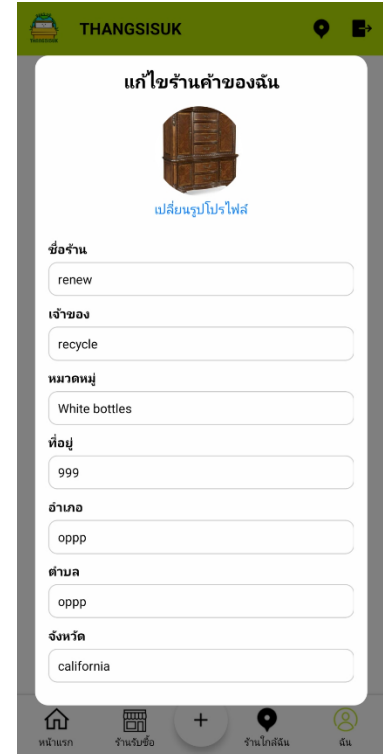 THANGSISUK
แก้ไขร้านค้าของฉัน
เปลี่ยนรูปโปรไฟล์
ชื่อร้าน
renew
เจ้าของ
recycle
หมวดหมู่
White bottles
ที่อยู่
999
อำเภอ
oppp
ตำบล
oppp
จังหวัด
california
หน้าแรก
ร้านรับซื้อ
+
ร้านใกล้ฉัน
ฉัน